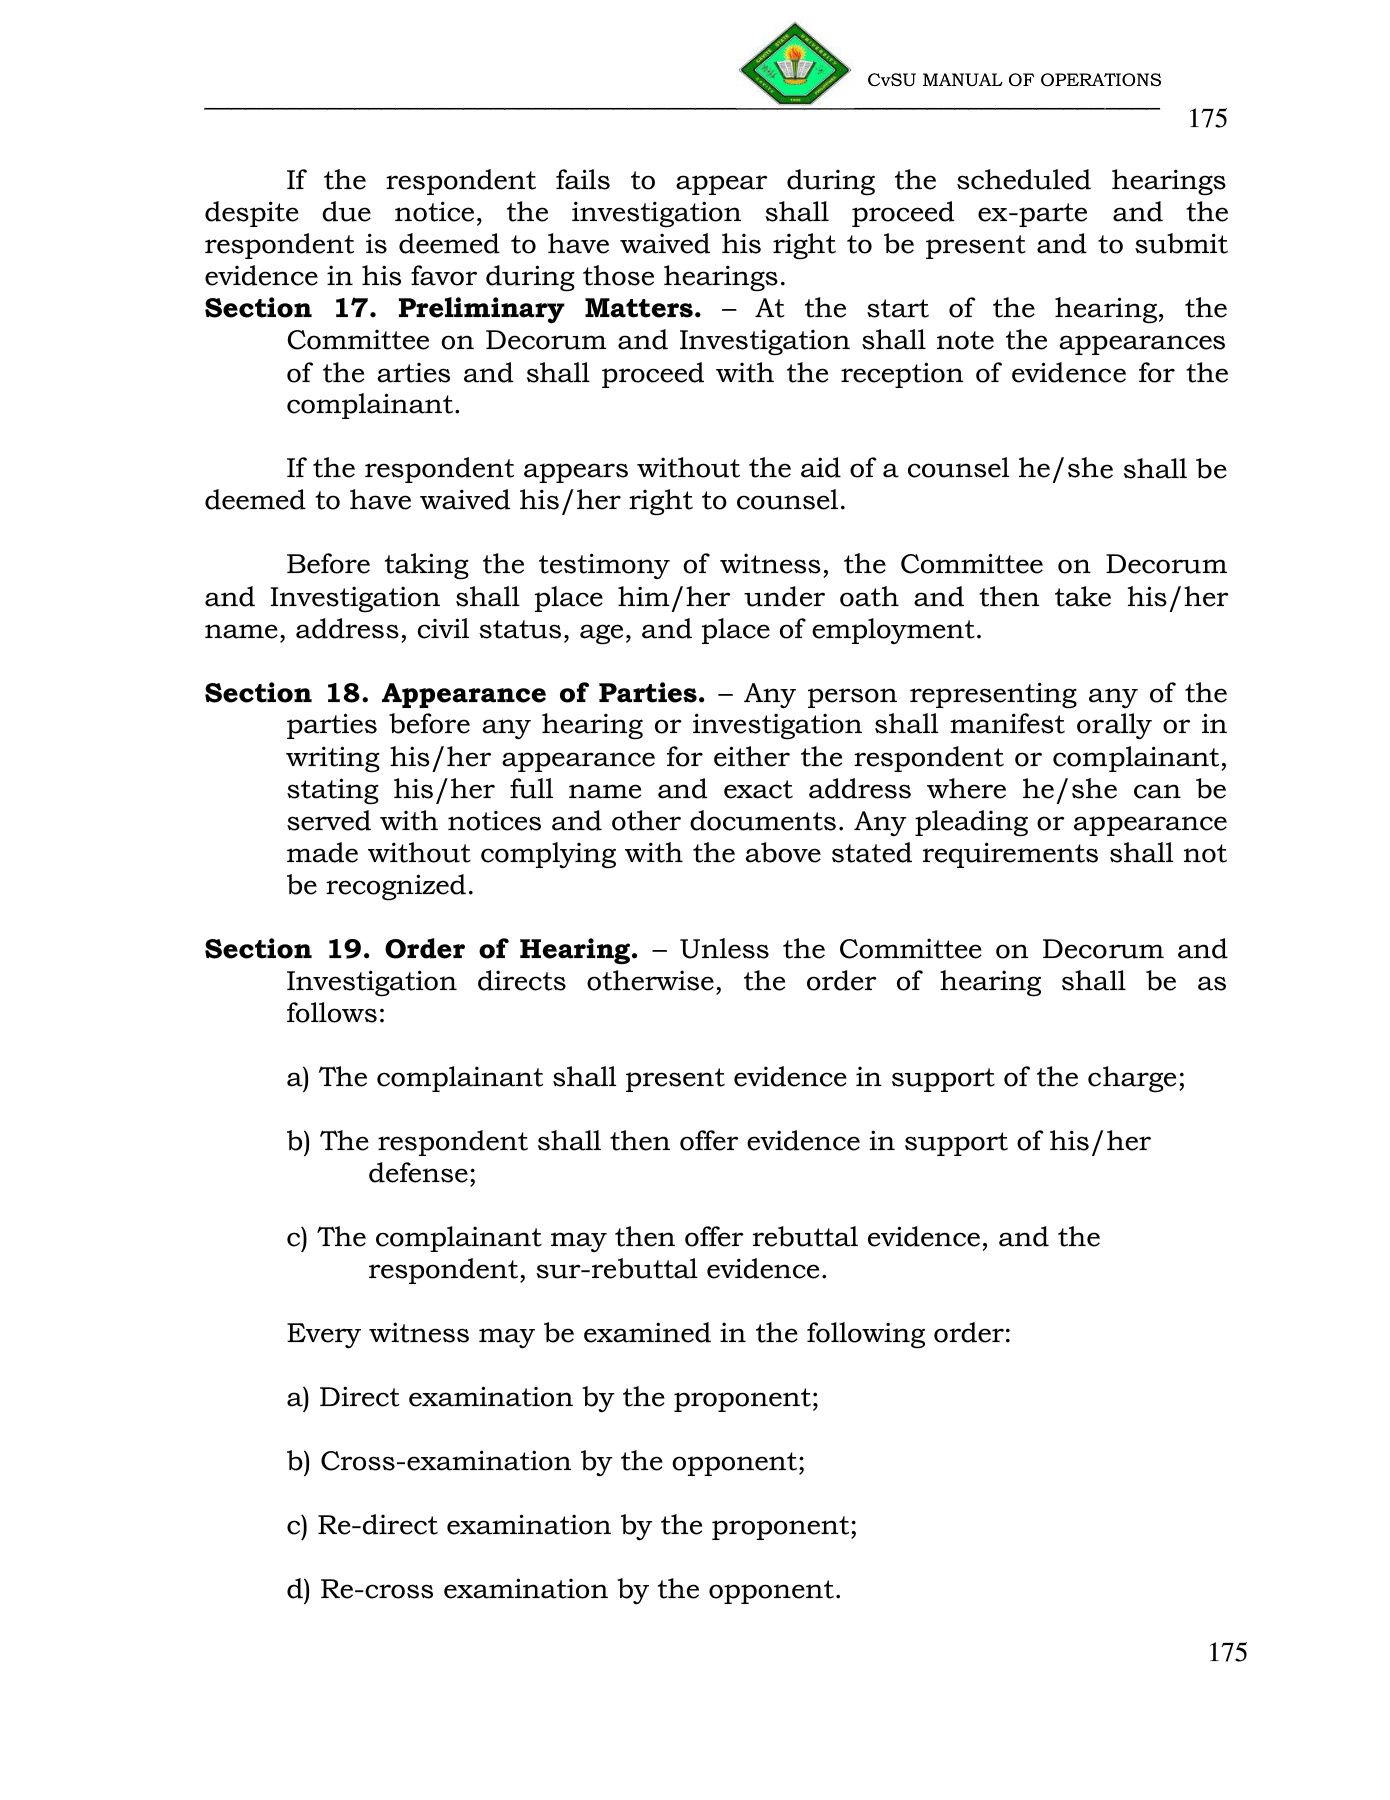 CvSU MANUAL OF OPERATIONS
175
If the respondent fails to appear during the scheduled hearings
despite due notice, the investigation shall proceed ex-parte and the
respondent is deemed to have waived his right to be present and to submit
evidence in his favor during those hearings.
Section 17. Preliminary Matters. – At the start of the hearing, the
Committee on Decorum and Investigation shall note the appearances
of the arties and shall proceed with the reception of evidence for the
complainant.
If the respondent appears without the aid of a counsel he/she shall be
deemed to have waived his/her right to counsel.
Before taking the testimony of witness, the Committee on Decorum
and Investigation shall place him/her under oath and then take his/her
name, address, civil status, age, and place of employment.
Section 18. Appearance of Parties. – Any person representing any of the
parties before any hearing or investigation shall manifest orally or in
writing his/her appearance for either the respondent or complainant,
stating his/her full name and exact address where he/she can be
served with notices and other documents. Any pleading or appearance
made without complying with the above stated requirements shall not
be recognized.
Section 19. Order of Hearing. – Unless the Committee on Decorum and
Investigation directs otherwise, the order of hearing shall be as
follows:
a) The complainant shall present evidence in support of the charge;
b) The respondent shall then offer evidence in support of his/her
defense;
c) The complainant may then offer rebuttal evidence, and the
respondent, sur-rebuttal evidence.
Every witness may be examined in the following order:
a) Direct examination by the proponent;
b) Cross-examination by the opponent;
c) Re-direct examination by the proponent;
d) Re-cross examination by the opponent.
175